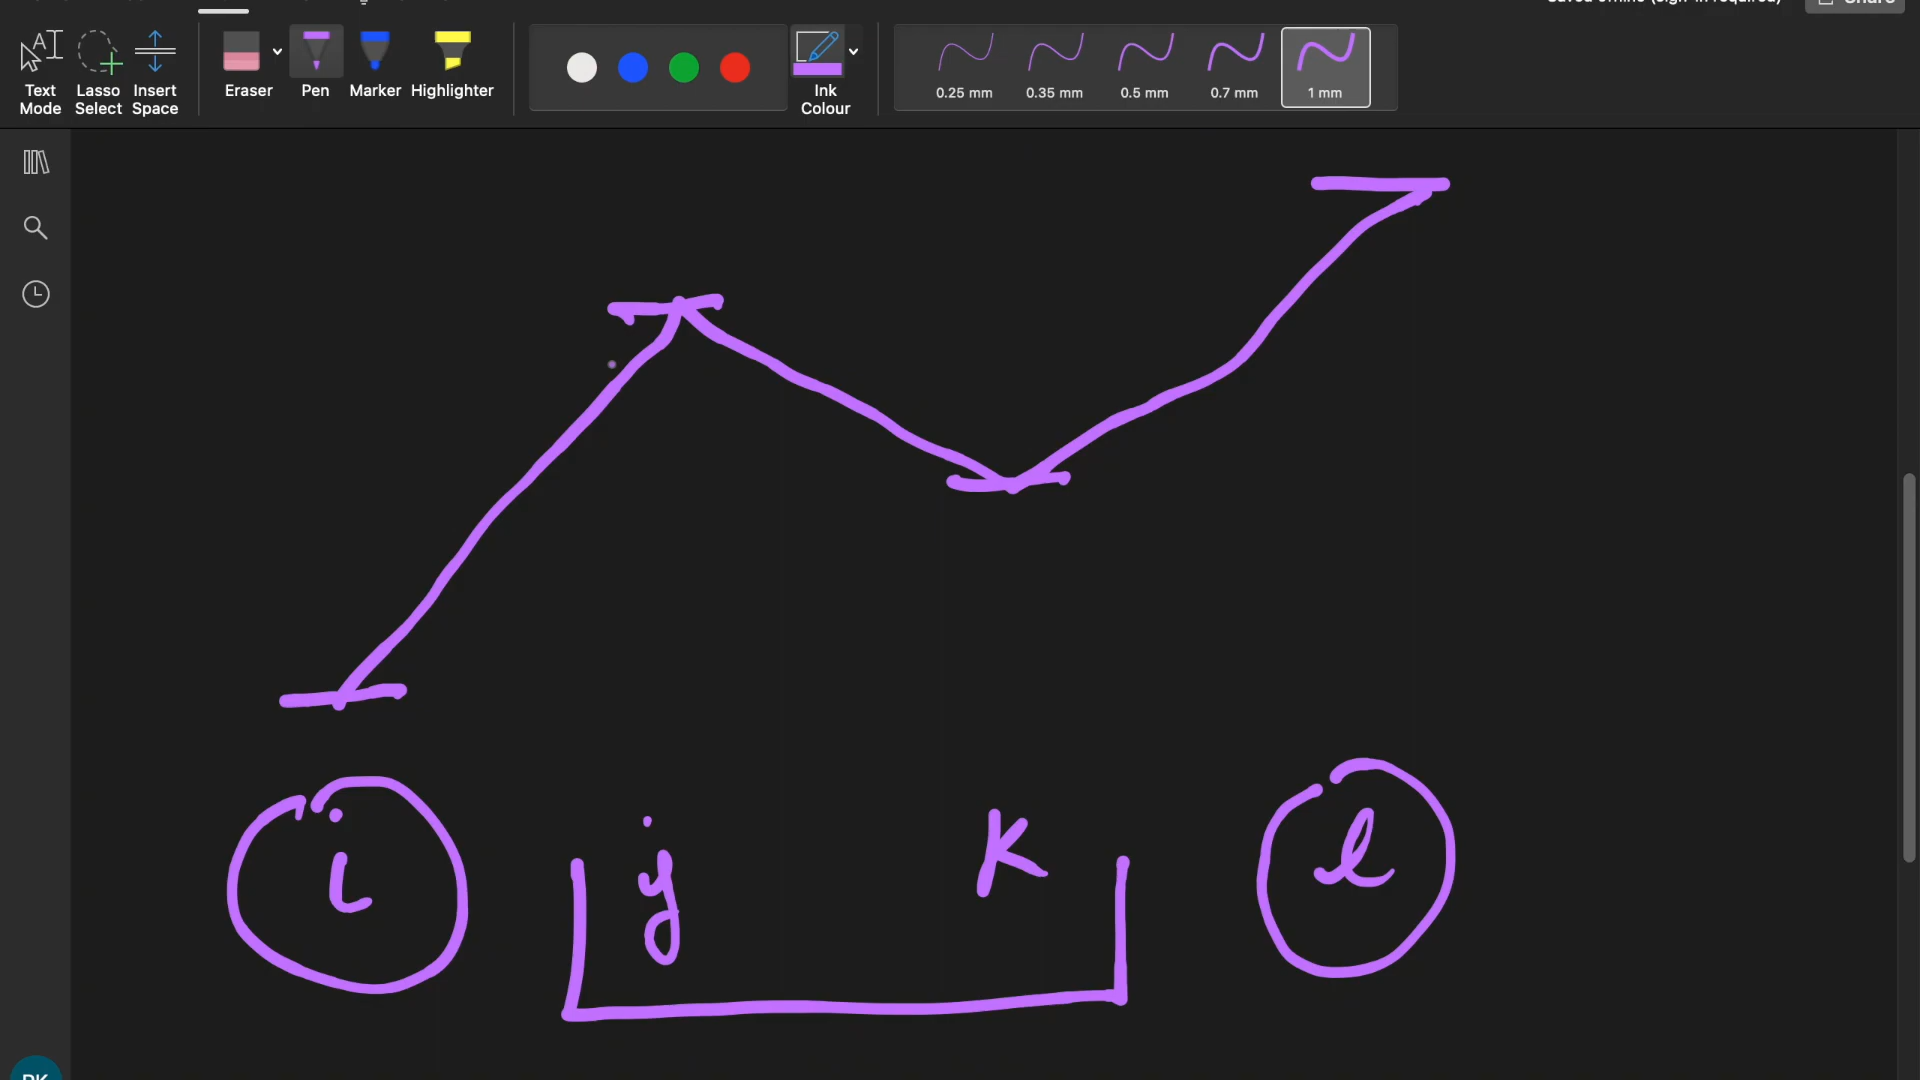 Text Mode
Lasso Select
Insert Space
Eraser
Pen
Marker
Highlighter
Ink Colour
0.25 mm
0.35 mm
0.5 mm
0.7 mm
1 mm
i j K l